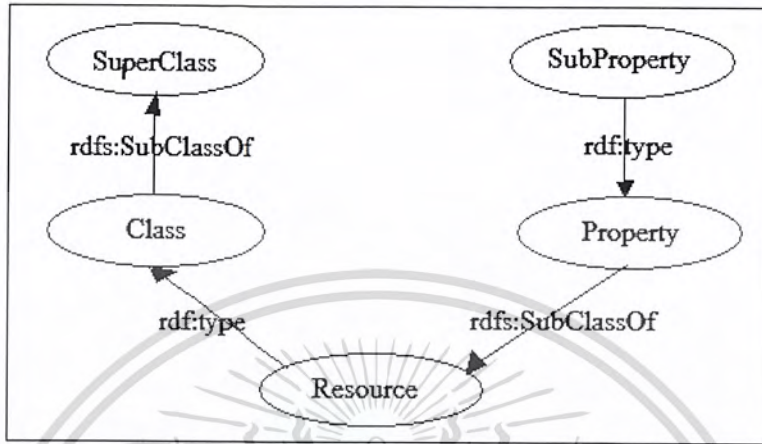 SuperClass
SubProperty
rdfs:SubClassOf
rdf:type
Class
Property
rdf:type
rdfs:SubClassOf
Resource